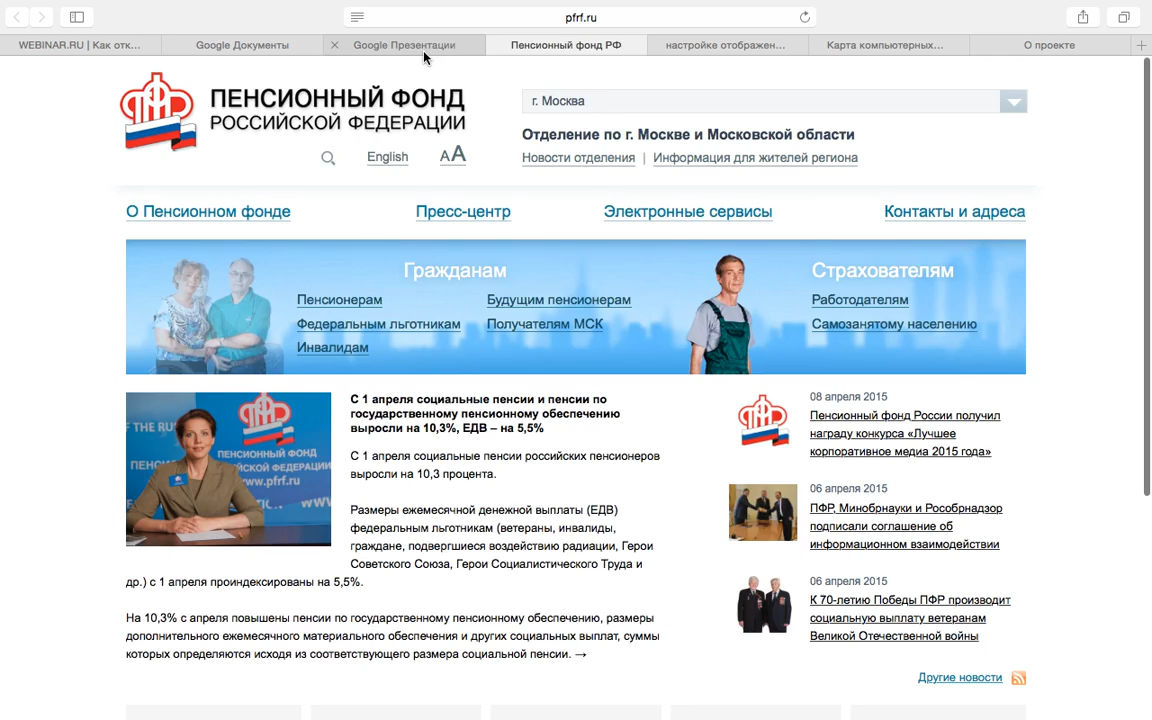 pfrf.ru
WEBINAR.RU | Как отк...
Google Документы
Google Презентации
Пенсионный фонд РФ
настройке отображен...
Карта компьютерных...
О проекте
ПЕНСИОННЫЙ ФОНД
РОССИЙСКОЙ ФЕДЕРАЦИИ
English
АА
г. Москва
Отделение по г. Москве и Московской области
Новости отделения | Информация для жителей региона
О Пенсионном фонде
Пресс-центр
Электронные сервисы
Контакты и адреса
Гражданам
Пенсионерам
Будущим пенсионерам
Федеральным льготникам
Получателям МСК
Инвалидам
Страхователям
Работодателям
Самозанятому населению
ПЕНСИОННЫЙ ФОНД
www.pfrf.ru
С 1 апреля социальные пенсии и пенсии по
государственному пенсионному обеспечению
выросли на 10,3%, ЕДВ – на 5,5%
С 1 апреля социальные пенсии российских пенсионеров
выросли на 10,3 процента.
Размеры ежемесячной денежной выплаты (ЕДВ)
федеральным льготникам (ветераны, инвалиды,
граждане, подвергшиеся воздействию радиации, Герои
Советского Союза, Герои Социалистического Труда и
др.) с 1 апреля проиндексированы на 5,5%.
На 10,3% с апреля повышены пенсии по государственному пенсионному обеспечению, размеры
дополнительного ежемесячного материального обеспечения и других социальных выплат, суммы
которых определяются исходя из соответствующего размера социальной пенсии. →
08 апреля 2015
Пенсионный фонд России получил
награду конкурса «Лучшее
корпоративное медиа 2015 года»
06 апреля 2015
ПФР, Минобрнауки и Рособрнадзор
подписали соглашение об
информационном взаимодействии
06 апреля 2015
К 70-летию Победы ПФР производит
социальную выплату ветеранам
Великой Отечественной войны
Другие новости